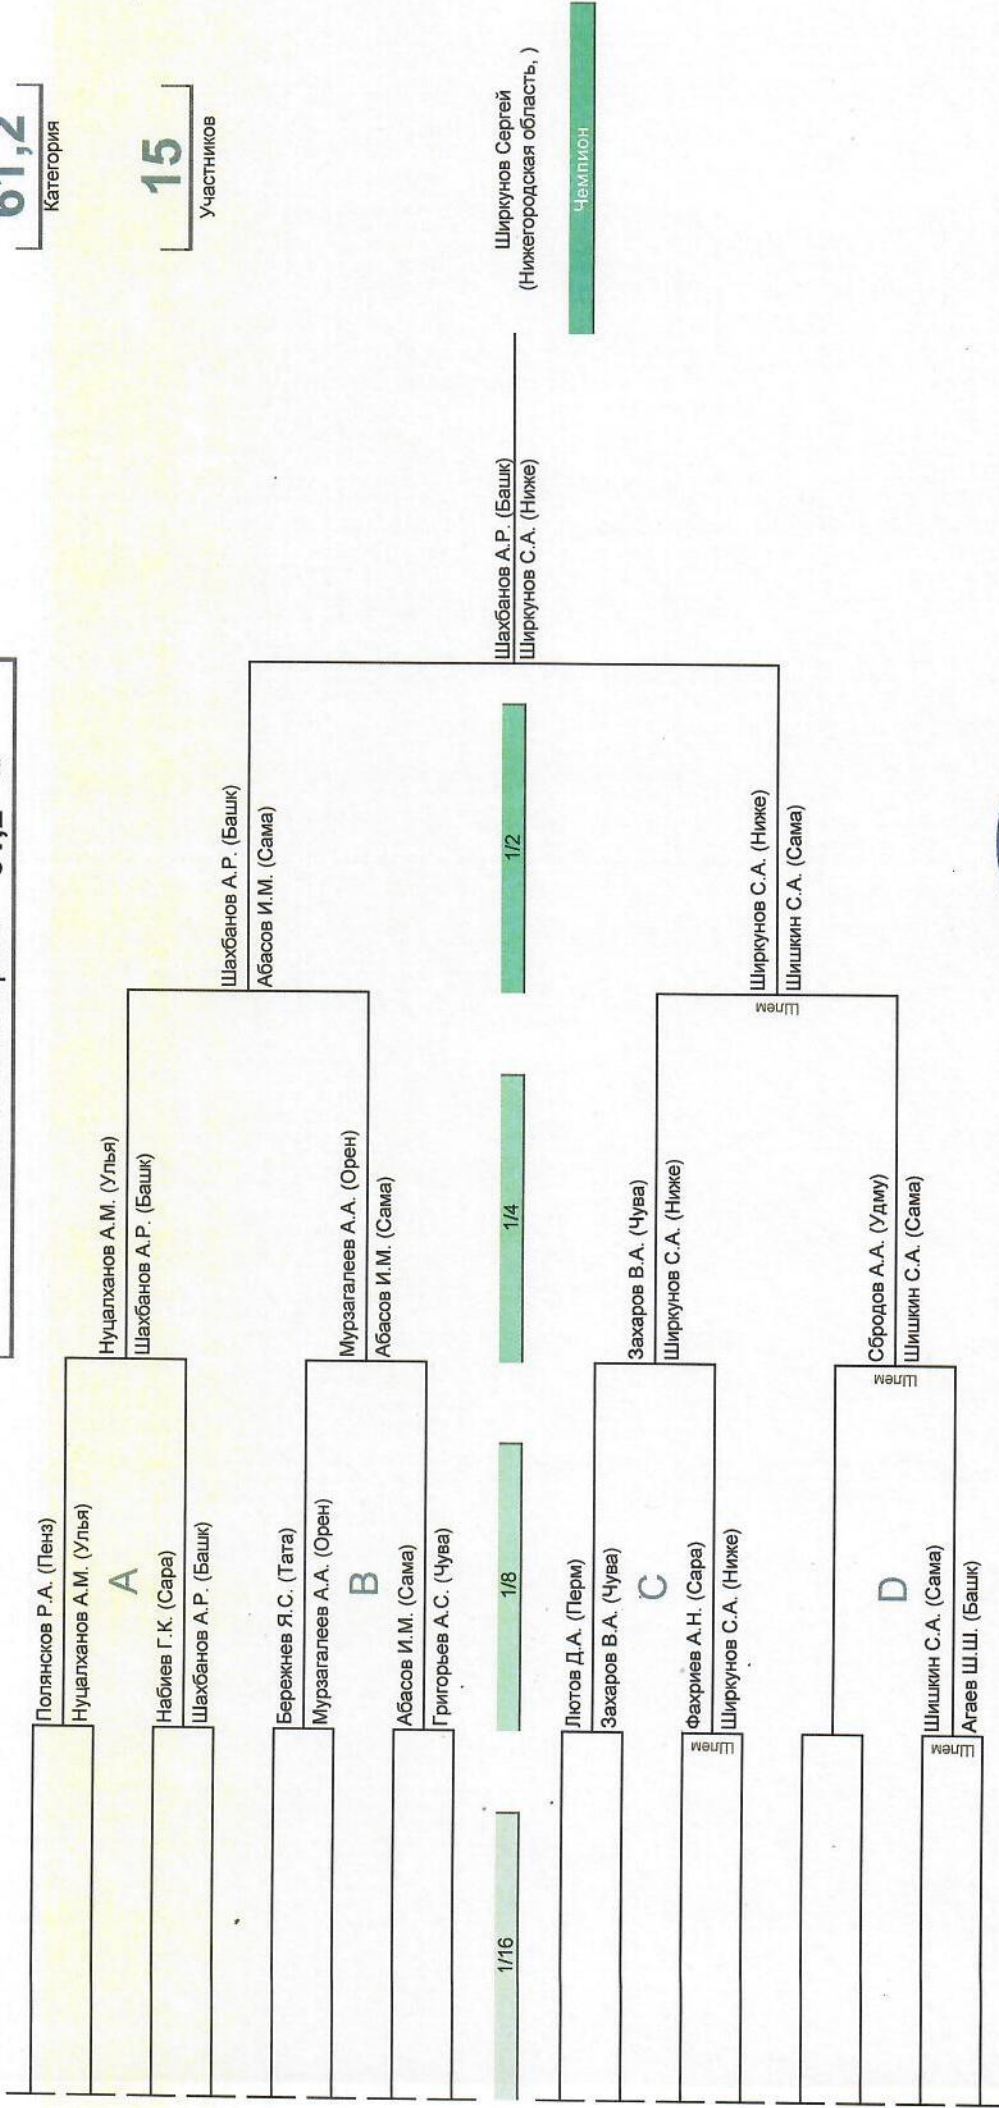 61,2
Категория
15
Участников
Полянсков Р.А. (Пенз)
Нуцалханов А.М. (Улья)
A
Набиев Г.К. (Сара)
Шахбанов А.Р. (Башк)
Бережнев Я.С. (Тата)
Мурзагалеев А.А. (Орен)
B
Абасов И.М. (Сама)
Григорьев А.С. (Чува)
Нуцалханов А.М. (Улья)
Шахбанов А.Р. (Башк)
Мурзагалеев А.А. (Орен)
Абасов И.М. (Сама)
Шахбанов А.Р. (Башк)
Абасов И.М. (Сама)
Шахбанов А.Р. (Башк)
Ширкунов С.А. (Ниже)
Ширкунов Сергей
(Нижегородская область, )
Чемпион
1/16
1/8
1/4
1/2
Лютов Д.А. (Перм)
Захаров В.А. (Чува)
C
Фахриев А.Н. (Сара)
Ширкунов С.А. (Ниже)
Шлем
D
Шишкин С.А. (Сама)
Агаев Ш.Ш. (Башк)
Шлем
Захаров В.А. (Чува)
Ширкунов С.А. (Ниже)
Сбродов А.А. (Удму)
Шишкин С.А. (Сама)
Шлем
Ширкунов С.А. (Ниже)
Шишкин С.А. (Сама)
Шлем